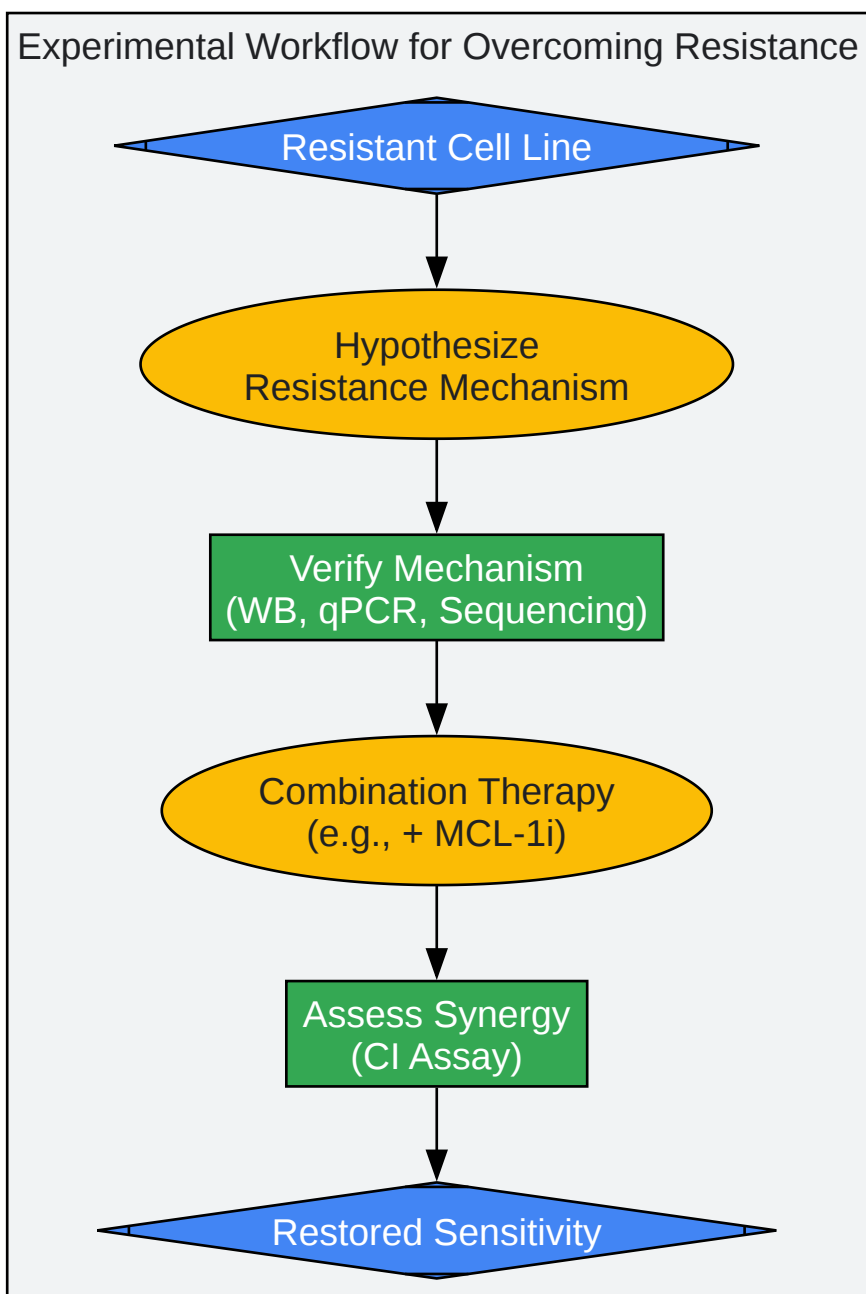 Experimental Workflow for Overcoming Resistance
Resistant Cell Line
Hypothesize
Resistance Mechanism
Verify Mechanism
(WB, qPCR, Sequencing)
Combination Therapy
(e.g., + MCL-1i)
Assess Synergy
(CI Assay)
Restored Sensitivity